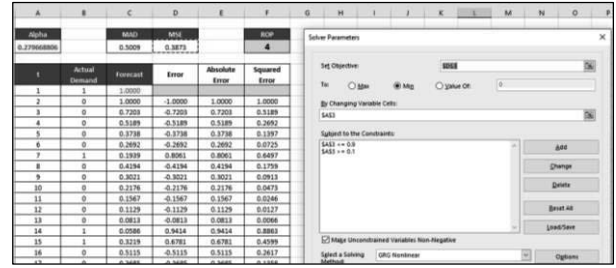 A B C D E F G H I J K L M N O
Alpha MAD MSE ROP
0.279668806 0.5009 0.3873 4
t Actual Demand Forecast Error Absolute Error Squared Error
1 1 1.0000
2 0 1.0000 -1.0000 1.0000 1.0000
3 0 0.7203 -0.7203 0.7203 0.5189
4 0 0.5189 -0.5189 0.5189 0.2692
5 0 0.3738 -0.3738 0.3738 0.1397
6 0 0.2692 -0.2692 0.2692 0.0725
7 1 0.1939 0.8061 0.8061 0.6497
8 0 0.4194 -0.4194 0.4194 0.1759
9 0 0.3021 -0.3021 0.3021 0.0913
10 0 0.2176 -0.2176 0.2176 0.0473
11 0 0.1567 -0.1567 0.1567 0.0246
12 0 0.1129 -0.1129 0.1129 0.0127
13 0 0.0813 -0.0813 0.0813 0.0066
14 1 0.0586 0.9414 0.9414 0.8863
15 1 0.3219 0.6781 0.6781 0.4599
16 0 0.5115 -0.5115 0.5115 0.2617
Solver Parameters
Set Objective: $D$3
To: Max Min Value Of: 0
By Changing Variable Cells:
$A$3
Subject to the Constraints:
$A$3 <= 0.9
$A$3 >= 0.1
Add
Change
Delete
Reset All
Load/Save
Make Unconstrained Variables Non-Negative
Select a Solving Method: GRG Nonlinear Options